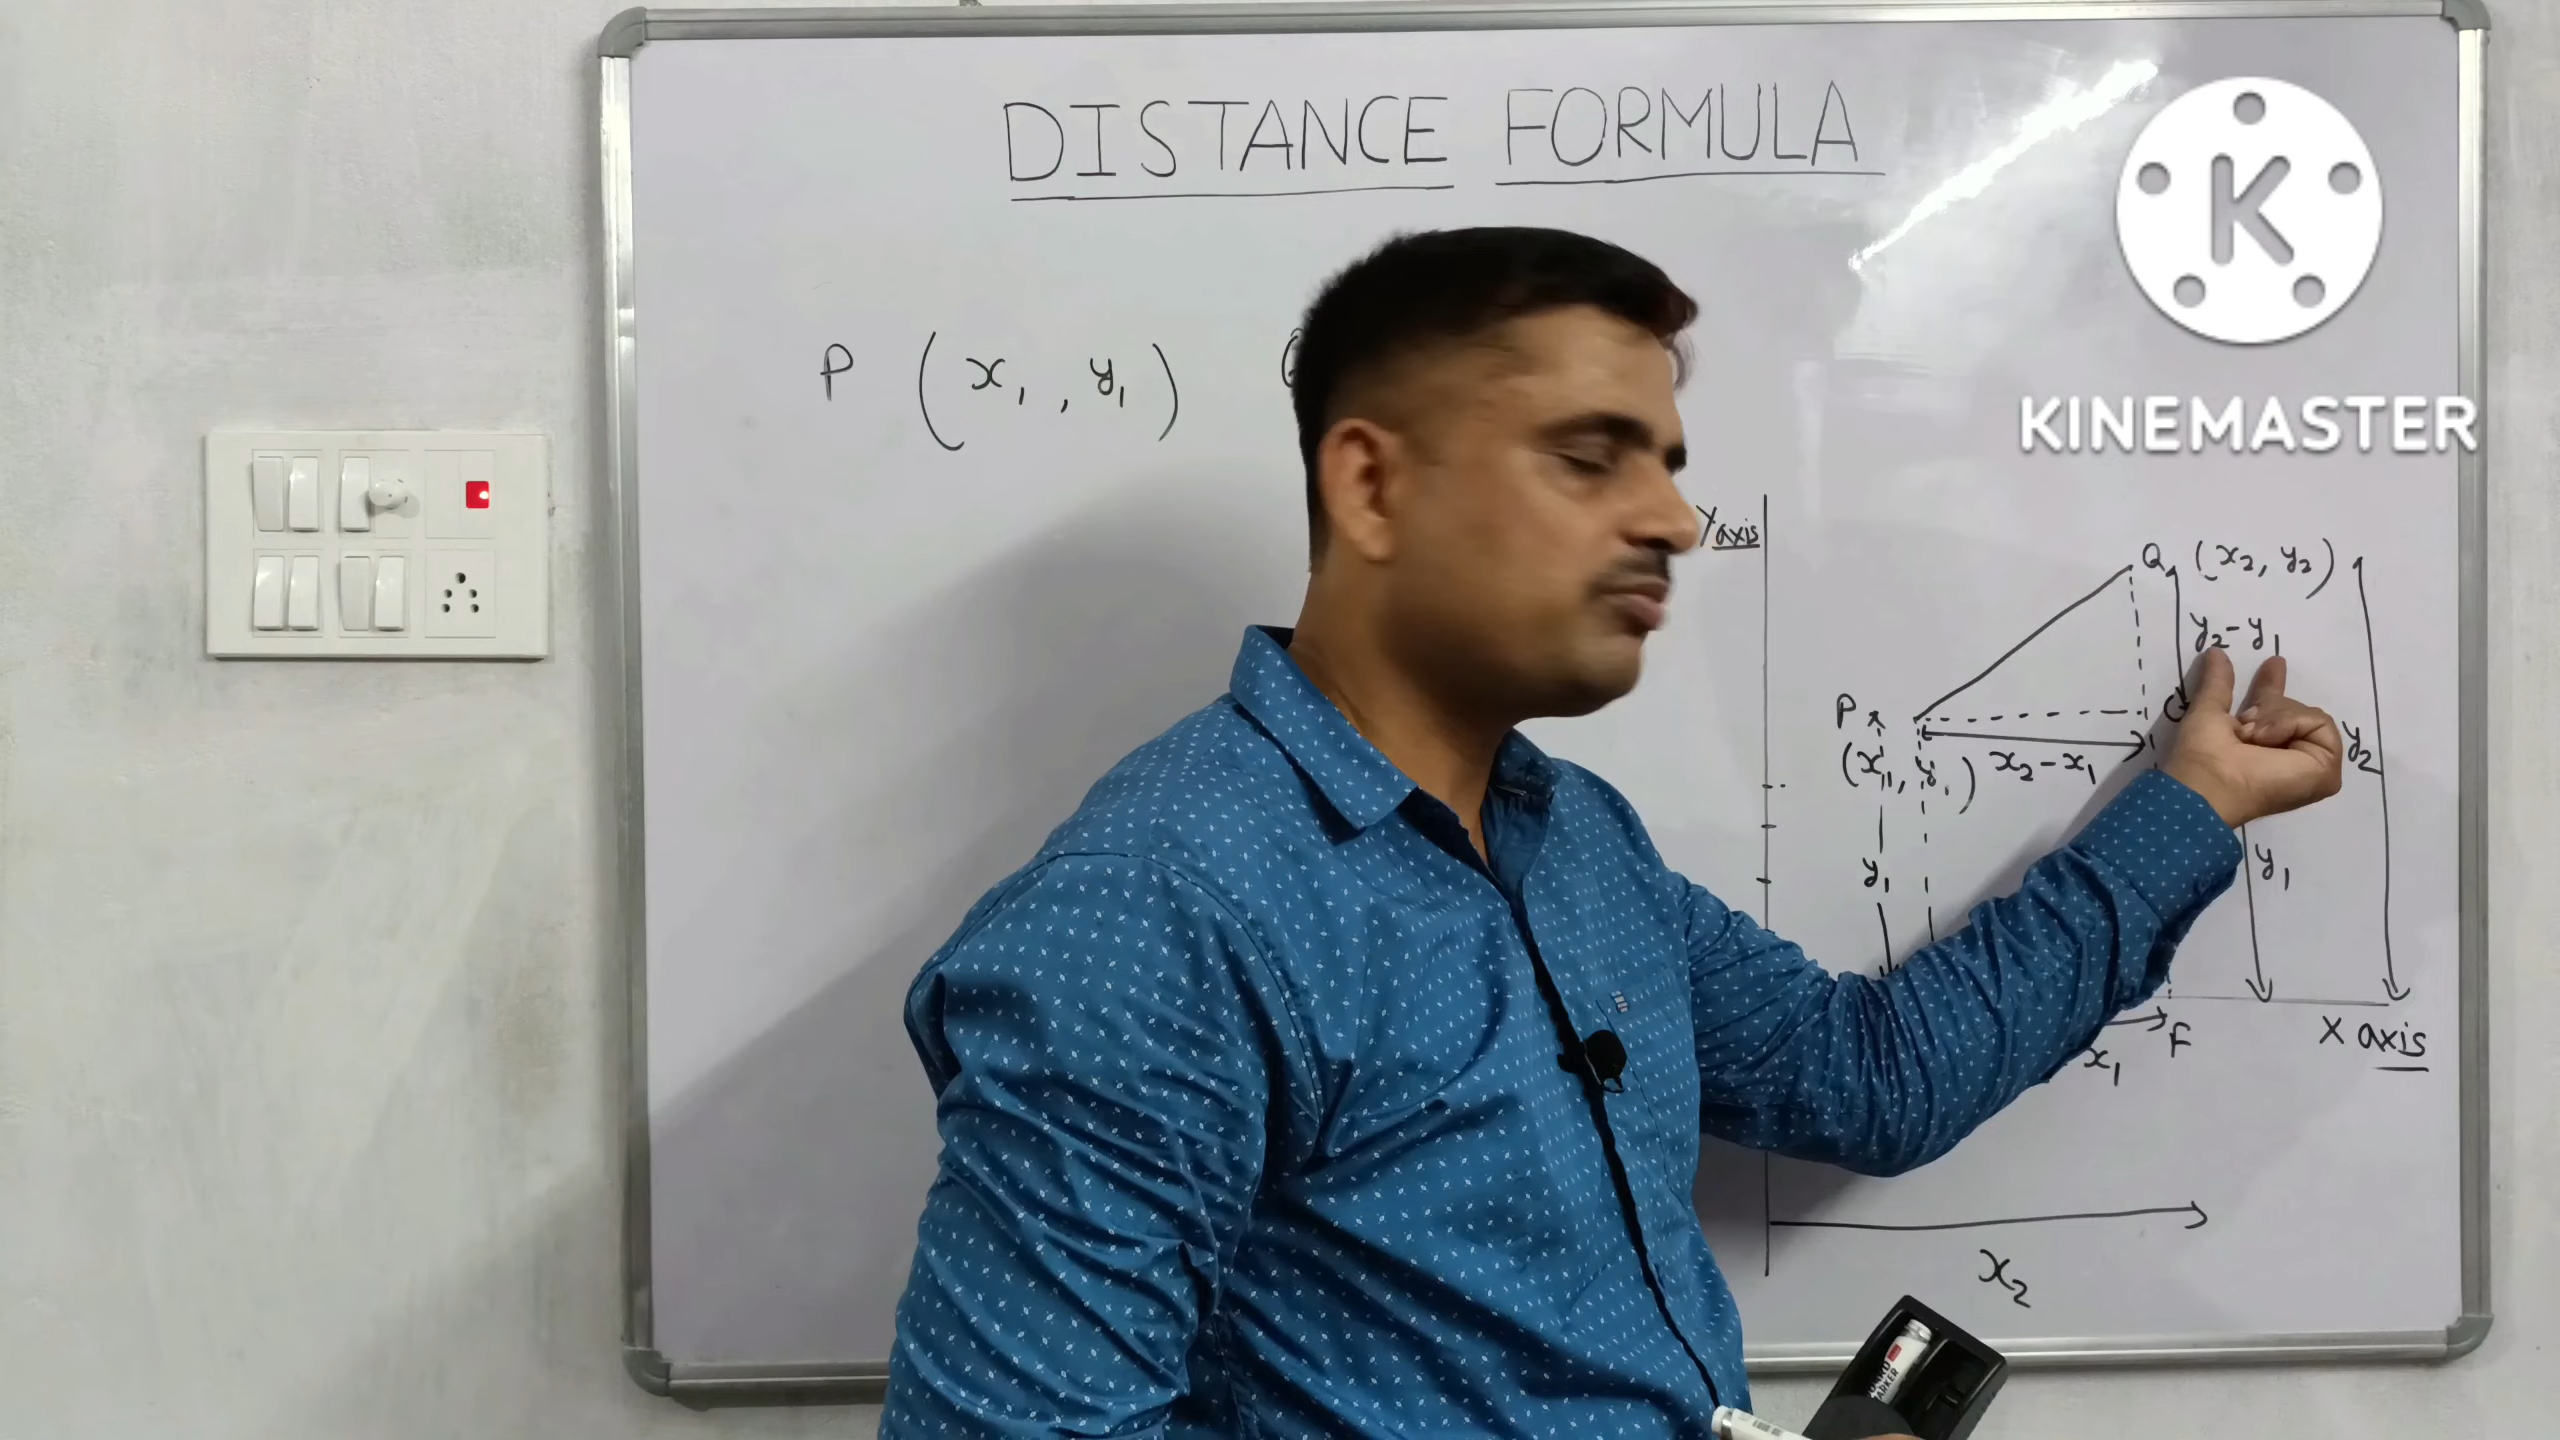 DISTANCE FORMULA
K
KINEMASTER
P (x₁, y₁)
Y axis
Q (x₂, y₂)
y₂-y₁
P
(x₁, y₁)
x₂-x₁
y₂
y₁
y₁
x₁
F
X axis
x₂
MARKER